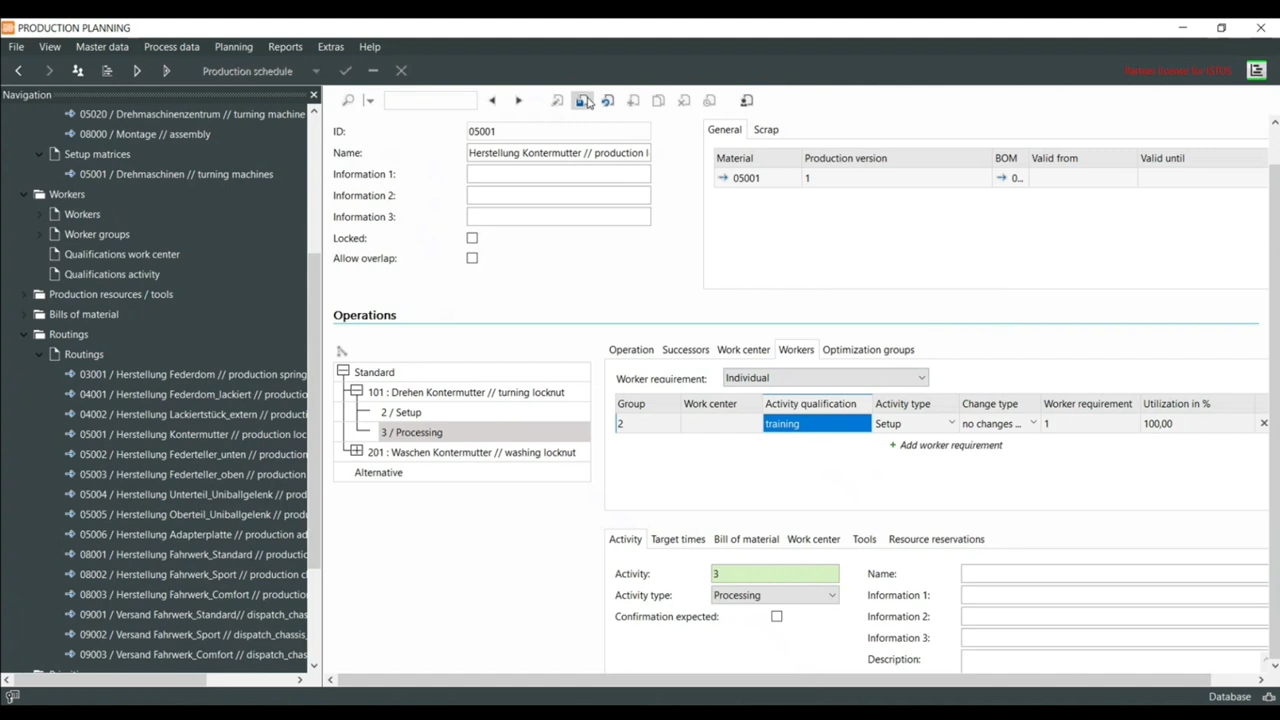 PRODUCTION PLANNING
File View Master data Process data Planning Reports Extras Help
Production schedule
Partner license for ISTOS
Navigation
05020 / Drehmaschinenzentrum // turning machine
08000 / Montage // assembly
Setup matrices
05001 / Drehmaschinen // turning machines
Workers
Workers
Worker groups
Qualifications work center
Qualifications activity
Production resources / tools
Bills of material
Routings
Routings
03001 / Herstellung Federdom // production spring
04001 / Herstellung Federdom_lackiert // product
04002 / Herstellung Lackiertstück_extern // product
05001 / Herstellung Kontermutter // production loc
05002 / Herstellung Federteller_unten // production
05003 / Herstellung Federteller_oben // production
05004 / Herstellung Unterteil_Uniballgelenk // prod
05005 / Herstellung Oberteil_Uniballgelenk // prod
05006 / Herstellung Adapterplatte // production ad
08001 / Herstellung Fahrwerk_Standard // productio
08002 / Herstellung Fahrwerk_Sport // production c
08003 / Herstellung Fahrwerk_Comfort // production
09001 / Versand Fahrwerk_Standard// dispatch_chas
09002 / Versand Fahrwerk_Sport // dispatch_chassis_
09003 / Versand Fahrwerk_Comfort // dispatch_chas
ID: 05001
Name: Herstellung Kontermutter // production l
Information 1:
Information 2:
Information 3:
Locked:
Allow overlap:
General Scrap
Material Production version BOM Valid from Valid until
05001 1 0...
Operations
Standard
101 : Drehen Kontermutter // turning locknut
2 / Setup
3 / Processing
201 : Waschen Kontermutter // washing locknut
Alternative
Operation Successors Work center Workers Optimization groups
Worker requirement: Individual
Group Work center Activity qualification Activity type Change type Worker requirement Utilization in %
2 training Setup no changes ... 1 100,00
+ Add worker requirement
Activity Target times Bill of material Work center Tools Resource reservations
Activity: 3 Name:
Activity type: Processing Information 1:
Confirmation expected: Information 2:
Information 3:
Description:
Database